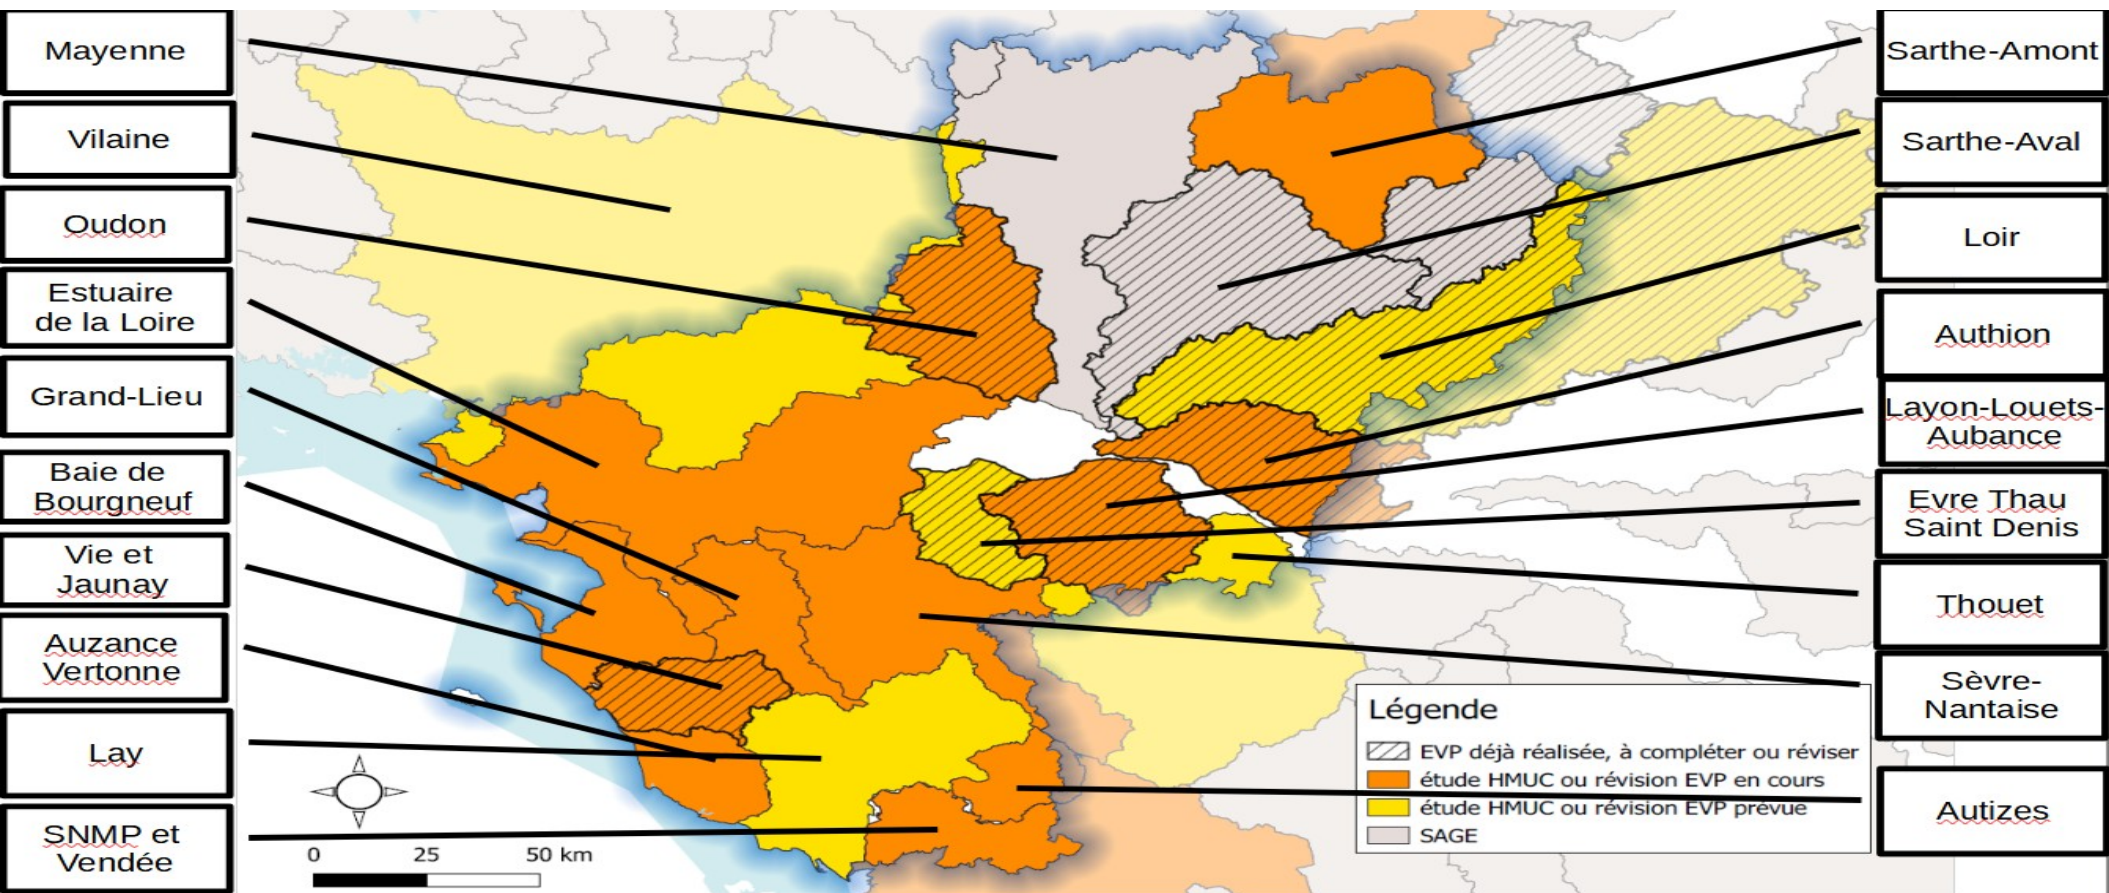 Mayenne
Vilaine
Oudon
Estuaire
de la Loire
Grand-Lieu
Baie de
Bourgneuf
Vie et
Jaunay
Auzance
Vertonne
Lay
SNMP et
Vendée
Sarthe-Amont
Sarthe-Aval
Loir
Authion
Layon-Louets-
Aubance
Evre Thau
Saint Denis
Thouet
Sèvre-
Nantaise
Autizes
Légende
EVP déjà réalisée, à compléter ou réviser
étude HMUC ou révision EVP en cours
étude HMUC ou révision EVP prévue
SAGE
0 25 50 km